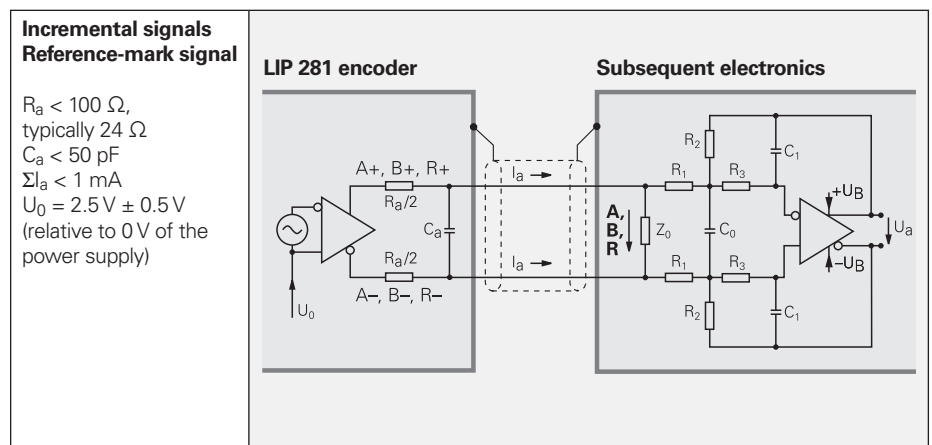 Incremental signals
Reference-mark signal
Rₐ < 100 Ω,
typically 24 Ω
Cₐ < 50 pF
ΣIₐ < 1 mA
U₀ = 2.5 V ± 0.5 V
(relative to 0 V of the
power supply)
LIP 281 encoder
Subsequent electronics
A+, B+, R+
Rₐ/2
Cₐ
Rₐ/2
A–, B–, R–
U₀
Iₐ
Iₐ
A,
B,
R
Z₀
R₁
R₂
R₃
C₁
C₀
R₁
R₂
R₃
C₁
+UB
–UB
Uₐ